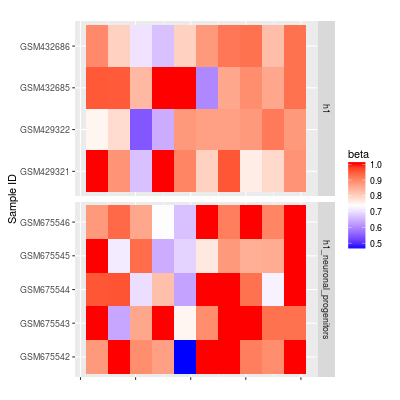 GSM432686
GSM432685
GSM429322
GSM429321
h1
GSM675546
GSM675545
GSM675544
GSM675543
GSM675542
h1_neuronal_progenitors
Sample ID
beta
1.0
0.9
0.8
0.7
0.6
0.5